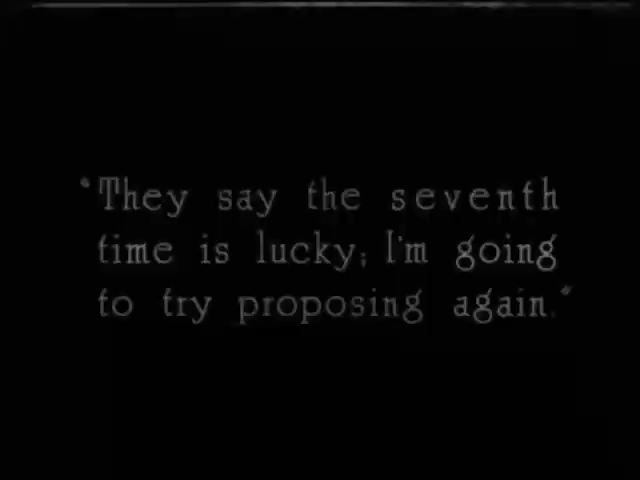 "They say the seventh
time is lucky; I'm going
to try proposing again."